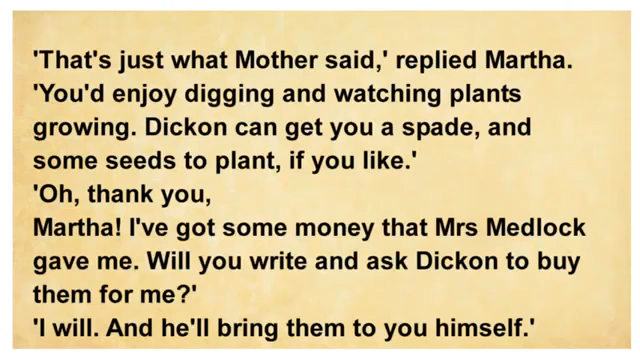 'That's just what Mother said,' replied Martha.
'You'd enjoy digging and watching plants
growing. Dickon can get you a spade, and
some seeds to plant, if you like.'
'Oh, thank you,
Martha! I've got some money that Mrs Medlock
gave me. Will you write and ask Dickon to buy
them for me?'
'I will. And he'll bring them to you himself.'